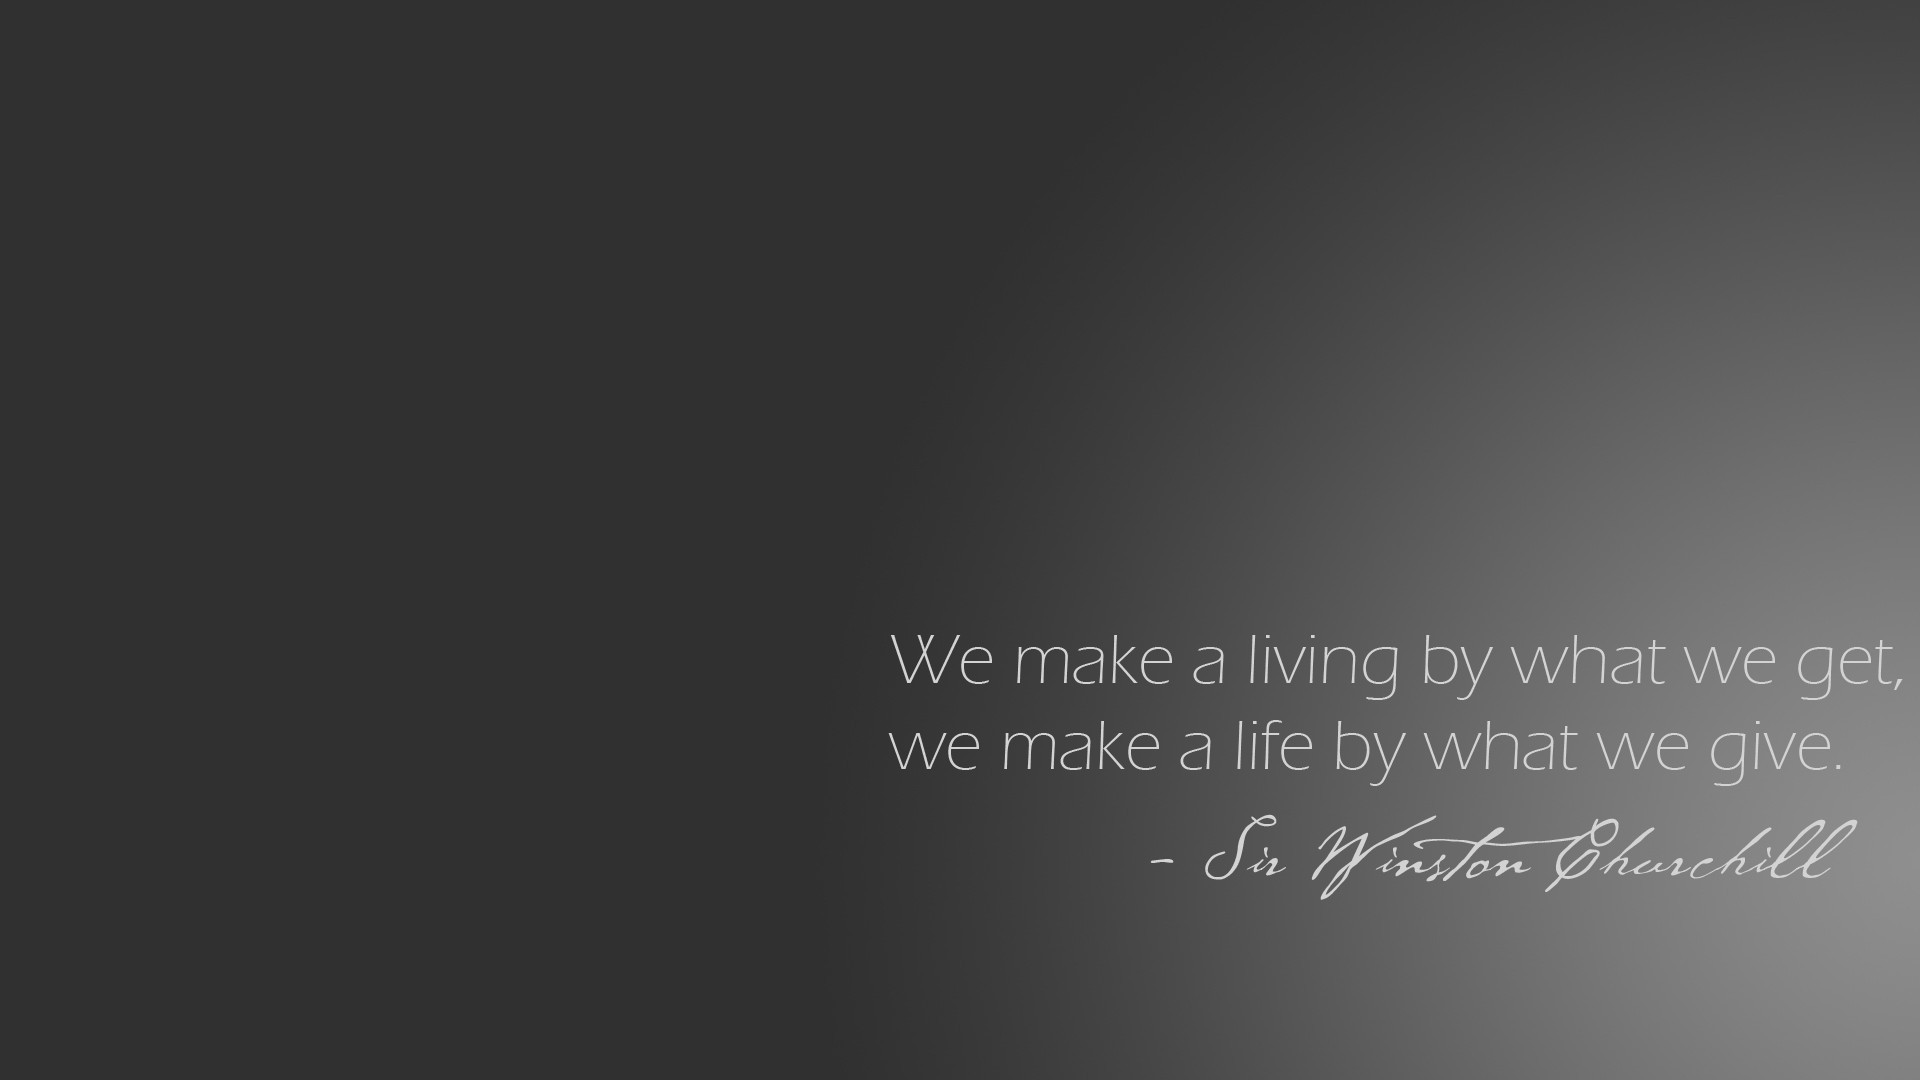 We make a living by what we get,
we make a life by what we give.
- Sir Winston Churchill